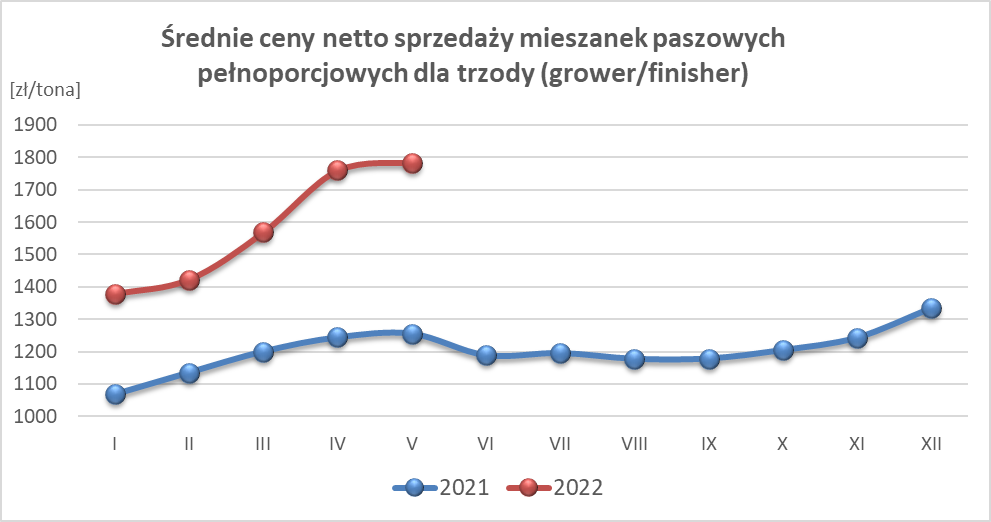 Średnie ceny netto sprzedaży mieszanek paszowych
pełnoporcjowych dla trzody (grower/finisher)
[zł/tona]
1900
1800
1700
1600
1500
1400
1300
1200
1100
1000
I II III IV V VI VII VIII IX X XI XII
2021 2022